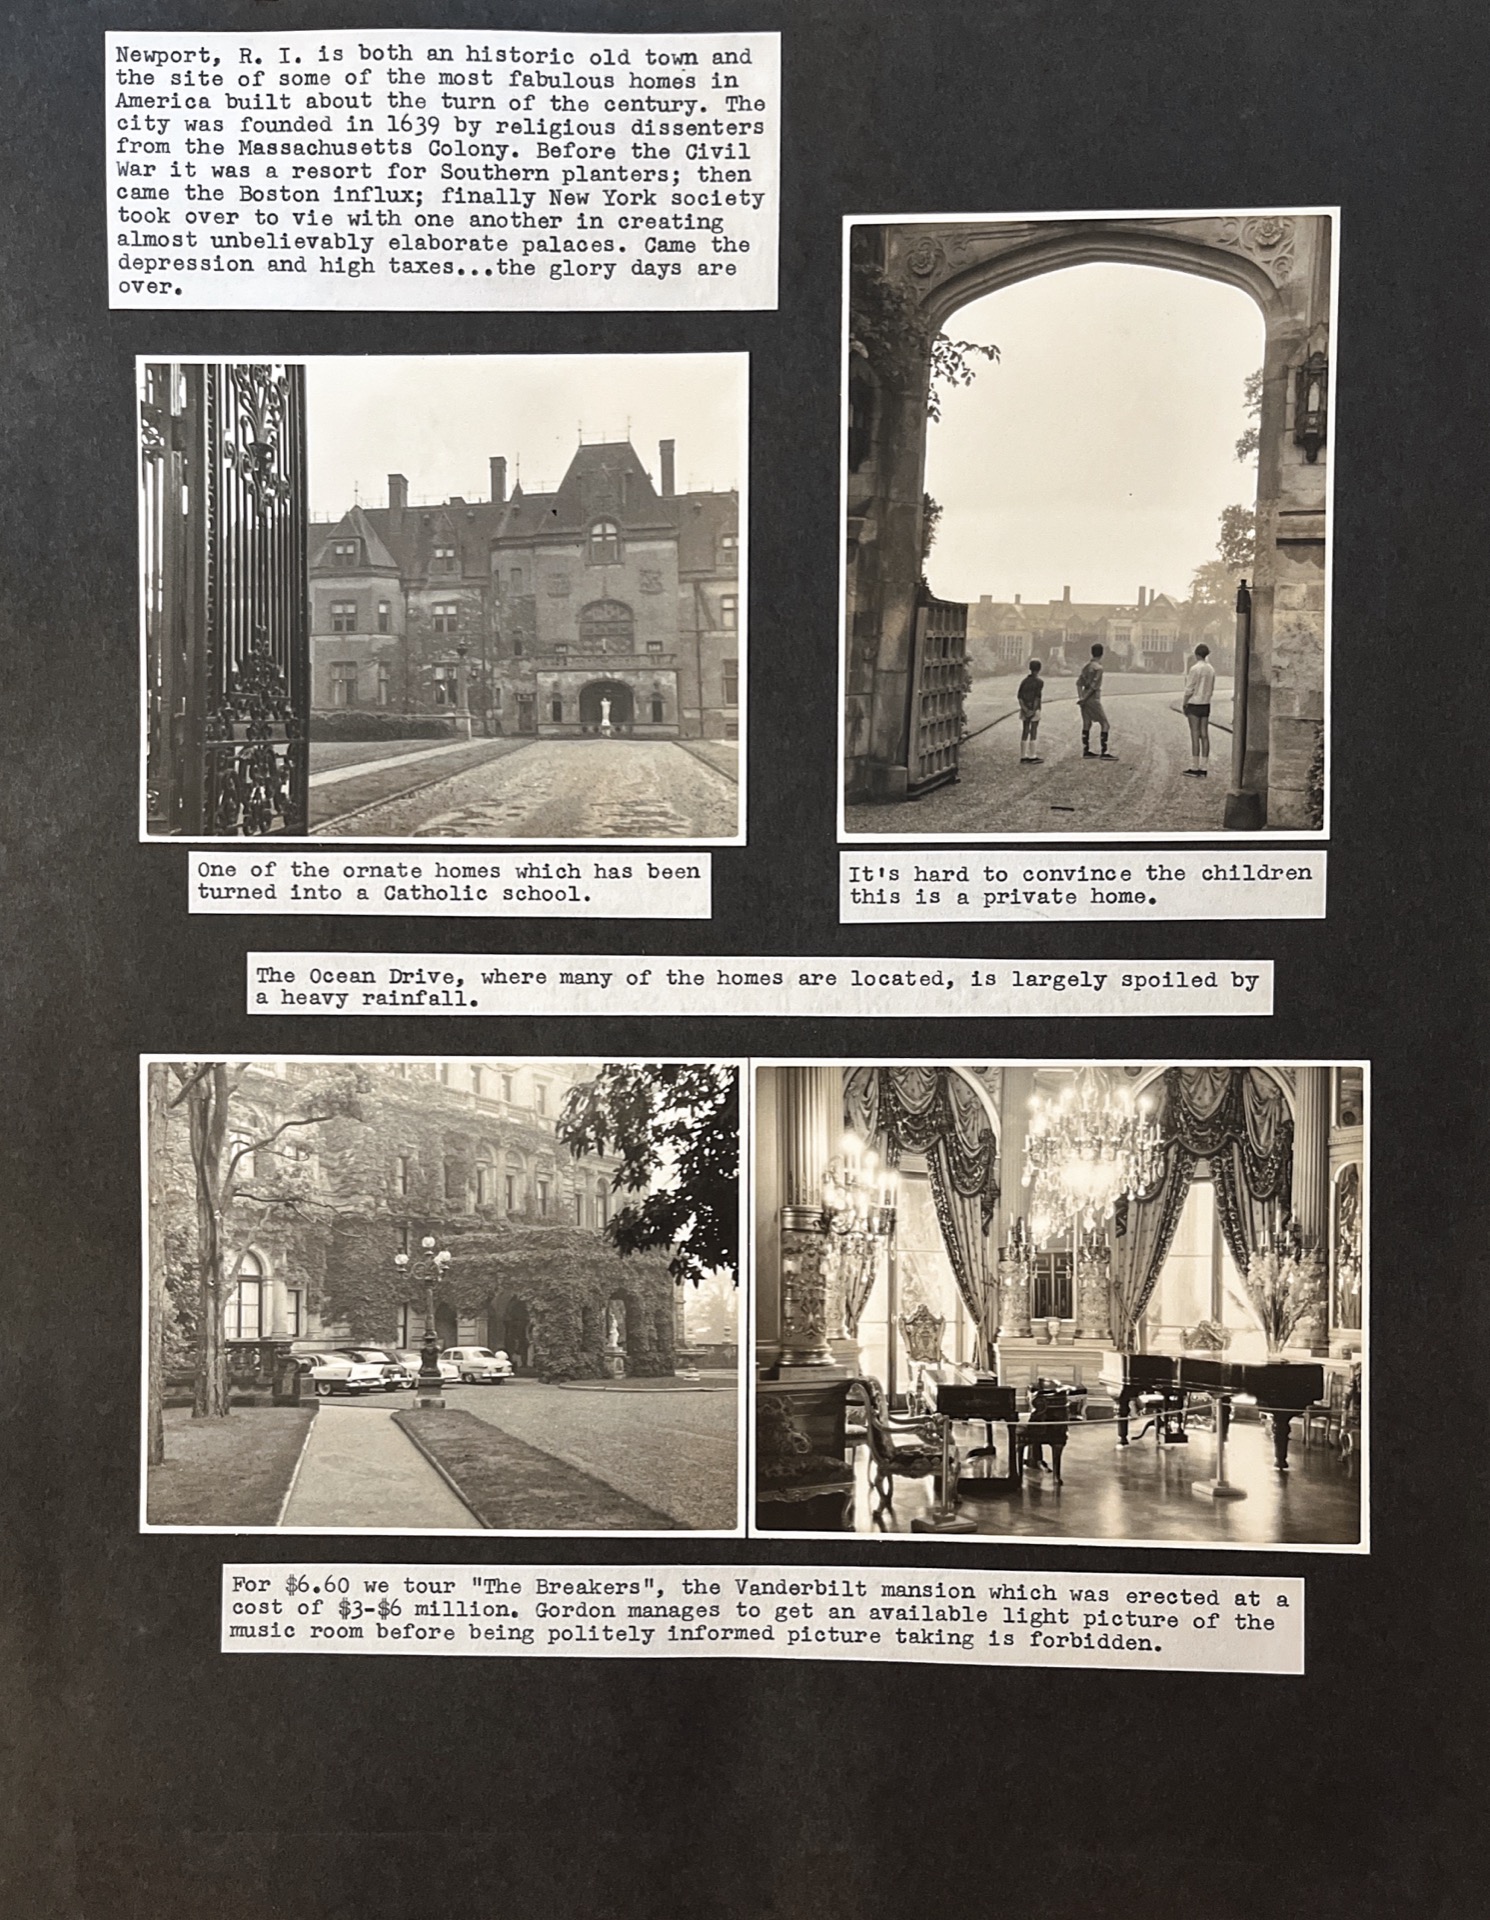 Newport, R. I. is both an historic old town and
the site of some of the most fabulous homes in
America built about the turn of the century. The
city was founded in 1639 by religious dissenters
from the Massachusetts Colony. Before the Civil
War it was a resort for Southern planters; then
came the Boston influx; finally New York society
took over to vie with one another in creating
almost unbelievably elaborate palaces. Came the
depression and high taxes...the glory days are
over.
One of the ornate homes which has been
turned into a Catholic school.
It's hard to convince the children
this is a private home.
The Ocean Drive, where many of the homes are located, is largely spoiled by
a heavy rainfall.
For $6.60 we tour "The Breakers", the Vanderbilt mansion which was erected at a
cost of $3-$6 million. Gordon manages to get an available light picture of the
music room before being politely informed picture taking is forbidden.